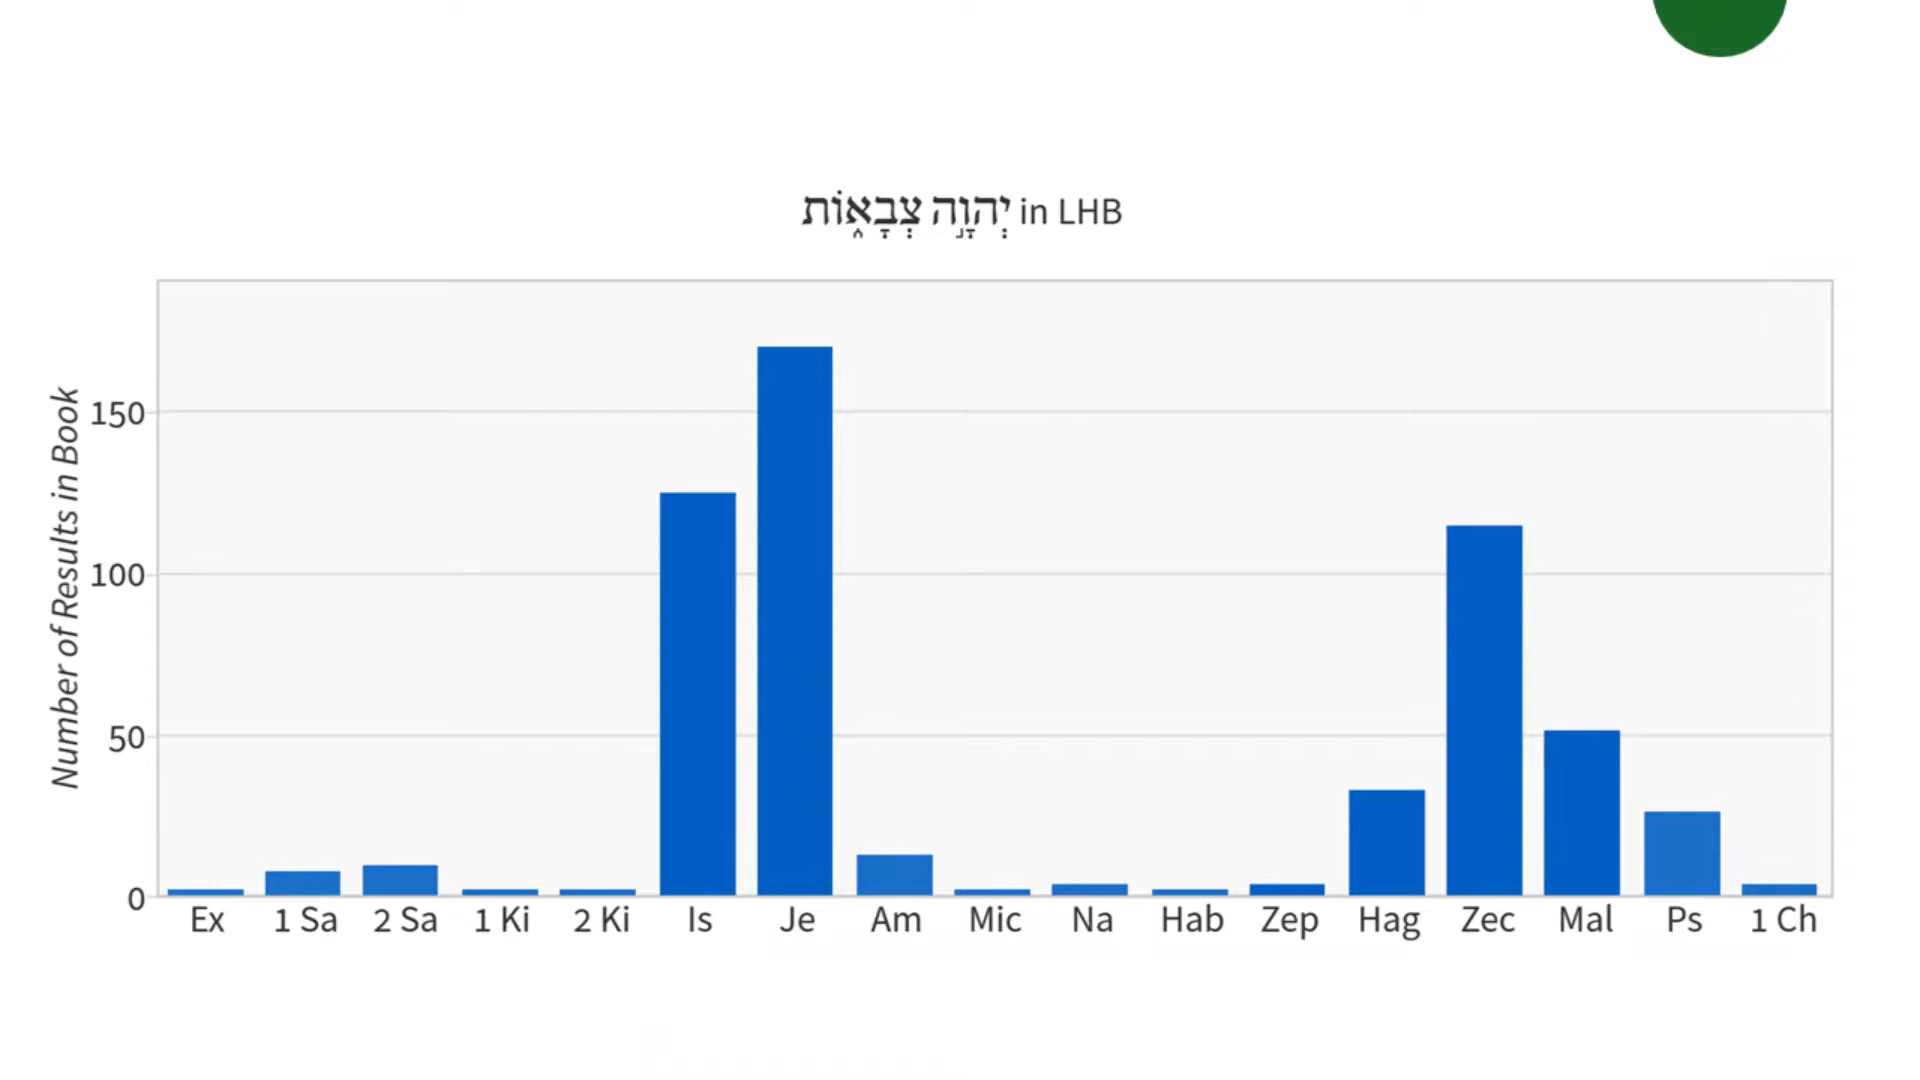 יְהוָ֥ה צְבָא֑וֹת in LHB
Number of Results in Book
150
100
50
0
Ex 1 Sa 2 Sa 1 Ki 2 Ki Is Je Am Mic Na Hab Zep Hag Zec Mal Ps 1 Ch